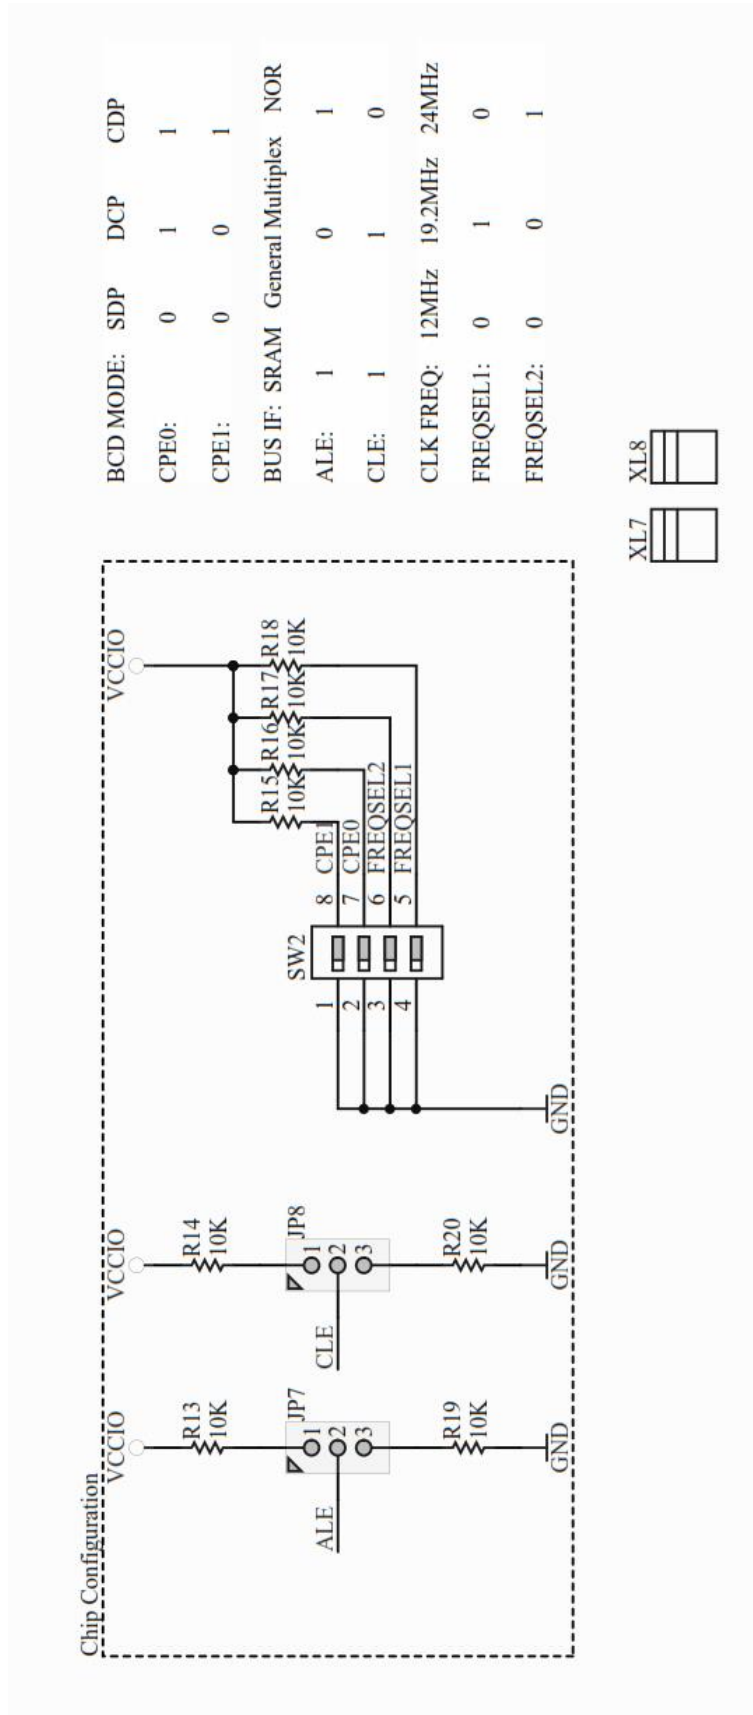 Chip Configuration
VCCIO
VCCIO
VCCIO
R13
10K
R14
10K
JP7
1
2
3
ALE
JP8
1
2
3
CLE
R19
10K
GND
R20
10K
GND
SW2
1
2
3
4
8
7
6
5
CPE1
CPE0
FREQSEL2
FREQSEL1
R15
10K
R16
10K
R17
10K
R18
10K
GND
BCD MODE: SDP DCP CDP
CPE0: 0 1 1
CPE1: 0 0 1
BUS IF: SRAM General Multiplex NOR
ALE: 1 0 1
CLE: 1 1 0
CLK FREQ: 12MHz 19.2MHz 24MHz
FREQSEL1: 0 1 0
FREQSEL2: 0 0 1
XL7
XL8